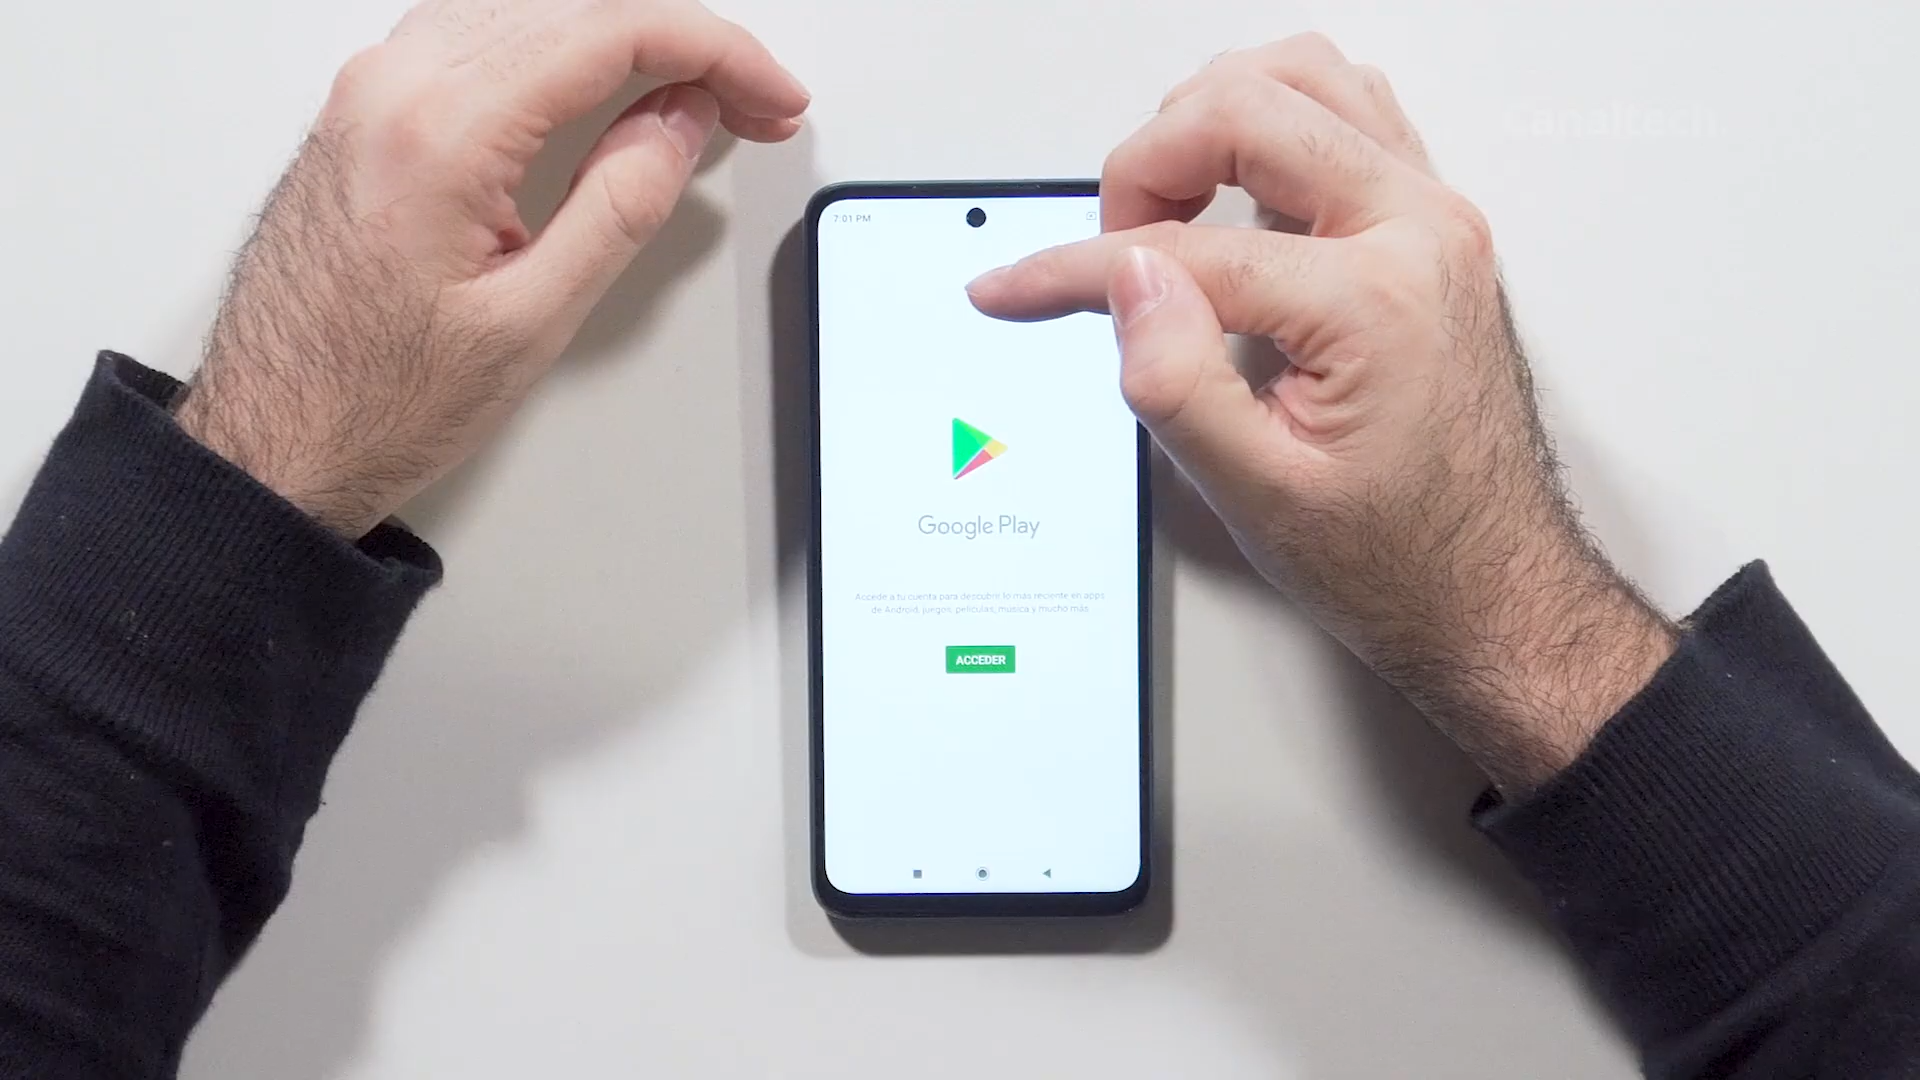 Canaltech
7:01 PM
Google Play
Accede a tu cuenta para descubrir lo más reciente en apps
de Android, juegos, películas, música y mucho más.
ACCEDER